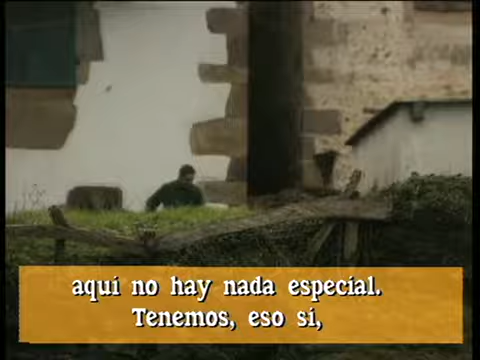 aquí no hay nada especial.
Tenemos, eso sí,